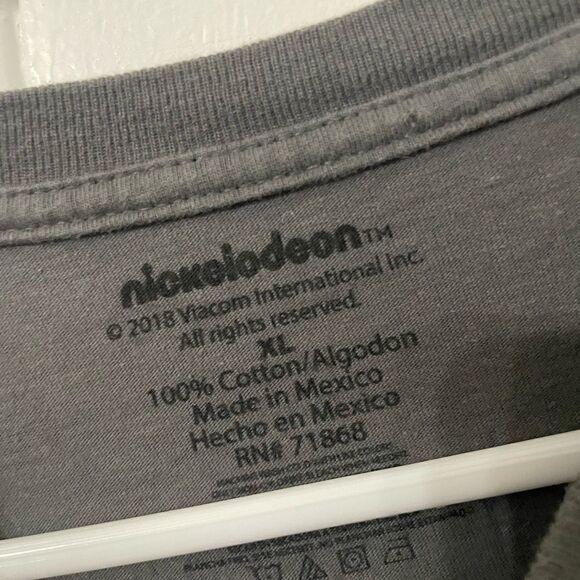 nickelodeon™
© 2018 Viacom International Inc.
All rights reserved.
XL
100% Cotton/Algodon
Made in Mexico
Hecho en Mexico
RN# 71868